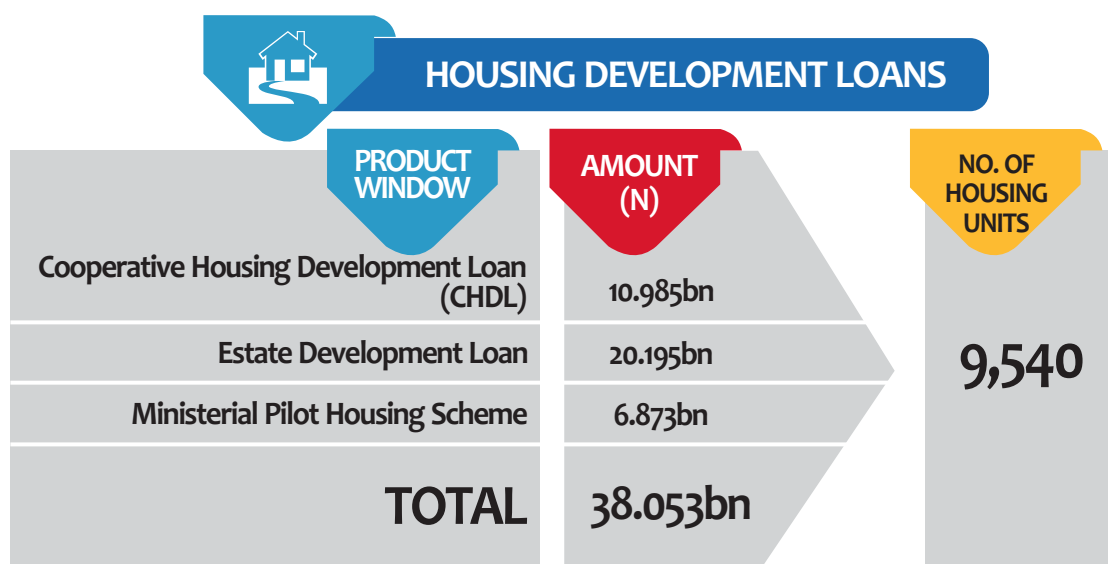 HOUSING DEVELOPMENT LOANS
PRODUCT
WINDOW
AMOUNT
(N)
NO. OF
HOUSING
UNITS
Cooperative Housing Development Loan
(CHDL)
10.985bn
Estate Development Loan
20.195bn
Ministerial Pilot Housing Scheme
6.873bn
TOTAL
38.053bn
9,540